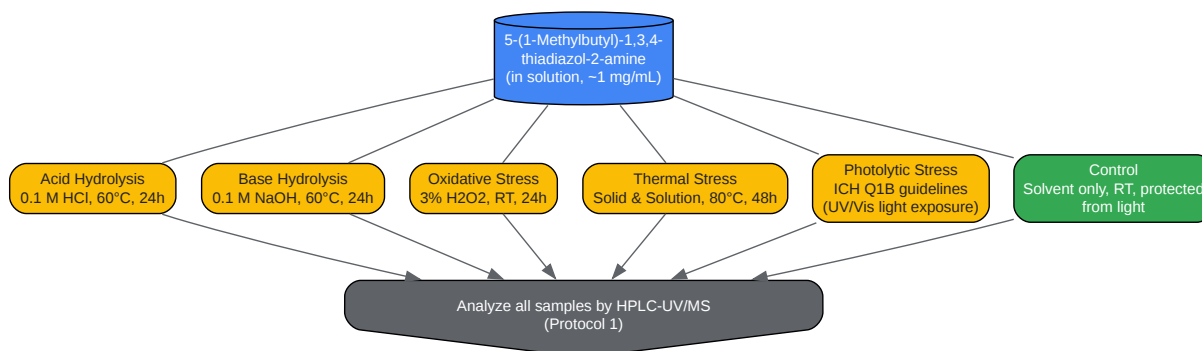 5-(1-Methylbutyl)-1,3,4-
thiadiazol-2-amine
(in solution, ~1 mg/mL)
Acid Hydrolysis
0.1 M HCl, 60°C, 24h
Base Hydrolysis
0.1 M NaOH, 60°C, 24h
Oxidative Stress
3% H2O2, RT, 24h
Thermal Stress
Solid & Solution, 80°C, 48h
Photolytic Stress
ICH Q1B guidelines
(UV/Vis light exposure)
Control
Solvent only, RT, protected
from light
Analyze all samples by HPLC-UV/MS
(Protocol 1)